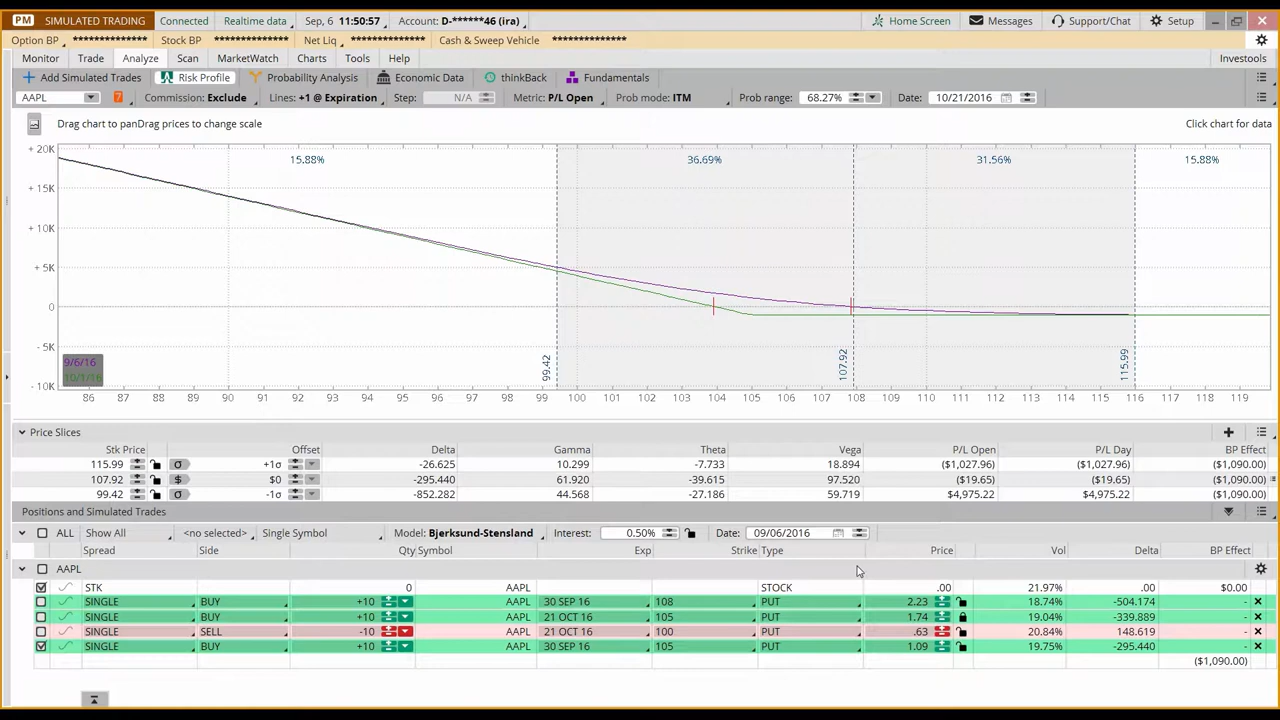 PM SIMULATED TRADING Connected Realtime data Sep, 6 11:50:57 Account: D-******46 (ira) Home Screen Messages Support/Chat Setup
Option BP ************** Stock BP ************** Net Liq ************** Cash & Sweep Vehicle **************
Monitor Trade Analyze Scan MarketWatch Charts Tools Help Investools
Add Simulated Trades Risk Profile Probability Analysis Economic Data thinkBack Fundamentals
AAPL ? Commission: Exclude Lines: +1 @ Expiration Step: N/A Metric: P/L Open Prob mode: ITM Prob range: 68.27% Date: 10/21/2016
Drag chart to panDrag prices to change scale Click chart for data
+ 20K 15.88% 36.69% 31.56% 15.88%
+ 15K
+ 10K
+ 5K
0
- 5K
9/6/16 99.42 107.92 115.99
10/1/16
- 10K
86 87 88 89 90 91 92 93 94 95 96 97 98 99 100 102 103 104 105 106 107 108 109 110 111 112 113 114 115 116 117 118 119
Price Slices
Stk Price Offset Delta Gamma Theta Vega P/L Open P/L Day BP Effect
115.99 σ +1σ -26.625 10.299 -7.733 18.894 ($1,027.96) ($1,027.96) ($1,090.00)
107.92 $ $0 -295.440 61.920 -39.615 97.520 ($19.65) ($19.65) ($1,090.00)
99.42 σ -1σ -852.282 44.568 -27.186 59.719 $4,975.22 $4,975.22 ($1,090.00)
Positions and Simulated Trades
ALL Show All <no selected> Single Symbol Model: Bjerksund-Stensland Interest: 0.50% Date: 09/06/2016
Spread Side Qty Symbol Exp Strike Type Price Vol Delta BP Effect
AAPL
STK 0 AAPL STOCK .00 21.97% .00 $0.00
SINGLE BUY +10 AAPL 30 SEP 16 108 PUT 2.23 18.74% -504.174 -
SINGLE BUY +10 AAPL 21 OCT 16 105 PUT 1.74 19.04% -339.889 -
SINGLE SELL -10 AAPL 21 OCT 16 100 PUT .63 20.84% 148.619 -
SINGLE BUY +10 AAPL 30 SEP 16 105 PUT 1.09 19.75% -295.440 -
($1,090.00)